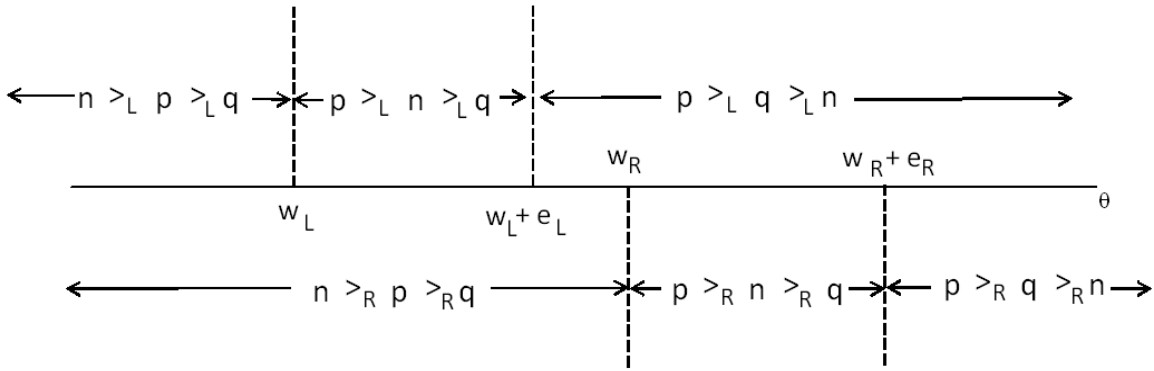 n >L p >L q p >L n >L q p >L q >L n
wR wR + eR
wL wL + eL θ
n >R p >R q p >R n >R q p >R q >R n